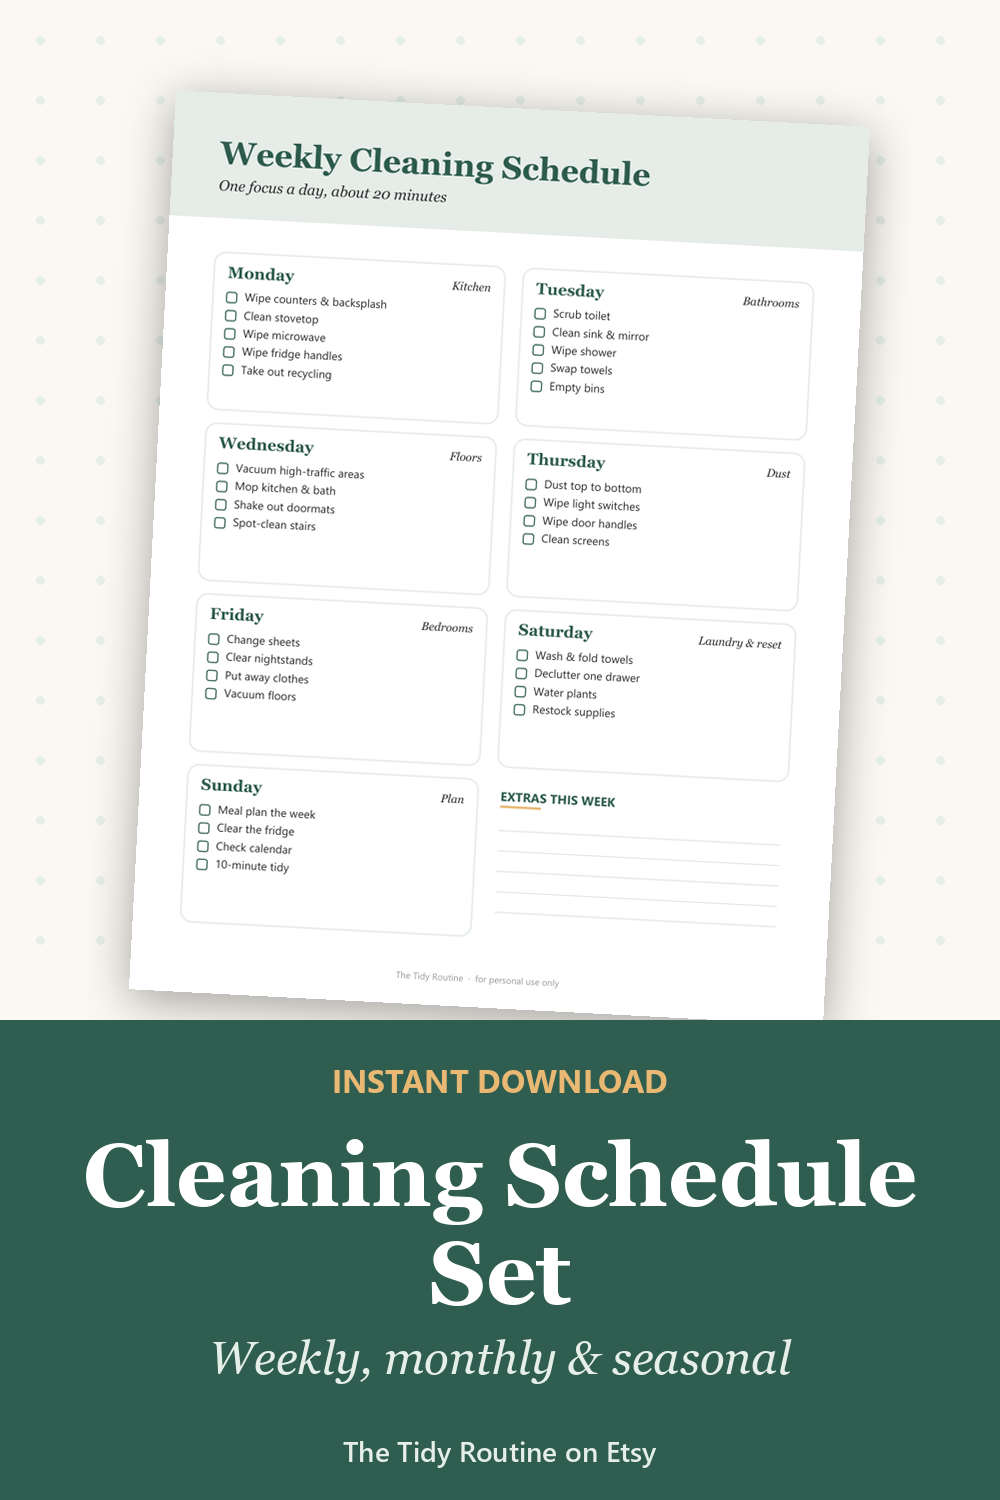 Weekly Cleaning Schedule
One focus a day, about 20 minutes
Monday
Kitchen
Wipe counters & backsplash
Clean stovetop
Wipe microwave
Wipe fridge handles
Take out recycling
Tuesday
Bathrooms
Scrub toilet
Clean sink & mirror
Wipe shower
Swap towels
Empty bins
Wednesday
Floors
Vacuum high-traffic areas
Mop kitchen & bath
Shake out doormats
Spot-clean stairs
Thursday
Dust
Dust top to bottom
Wipe light switches
Wipe door handles
Clean screens
Friday
Bedrooms
Change sheets
Clear nightstands
Put away clothes
Vacuum floors
Saturday
Laundry & reset
Wash & fold towels
Declutter one drawer
Water plants
Restock supplies
Sunday
Plan
Meal plan the week
Clear the fridge
Check calendar
10-minute tidy
EXTRAS THIS WEEK
The Tidy Routine · for personal use only
INSTANT DOWNLOAD
Cleaning Schedule
Set
Weekly, monthly & seasonal
The Tidy Routine on Etsy